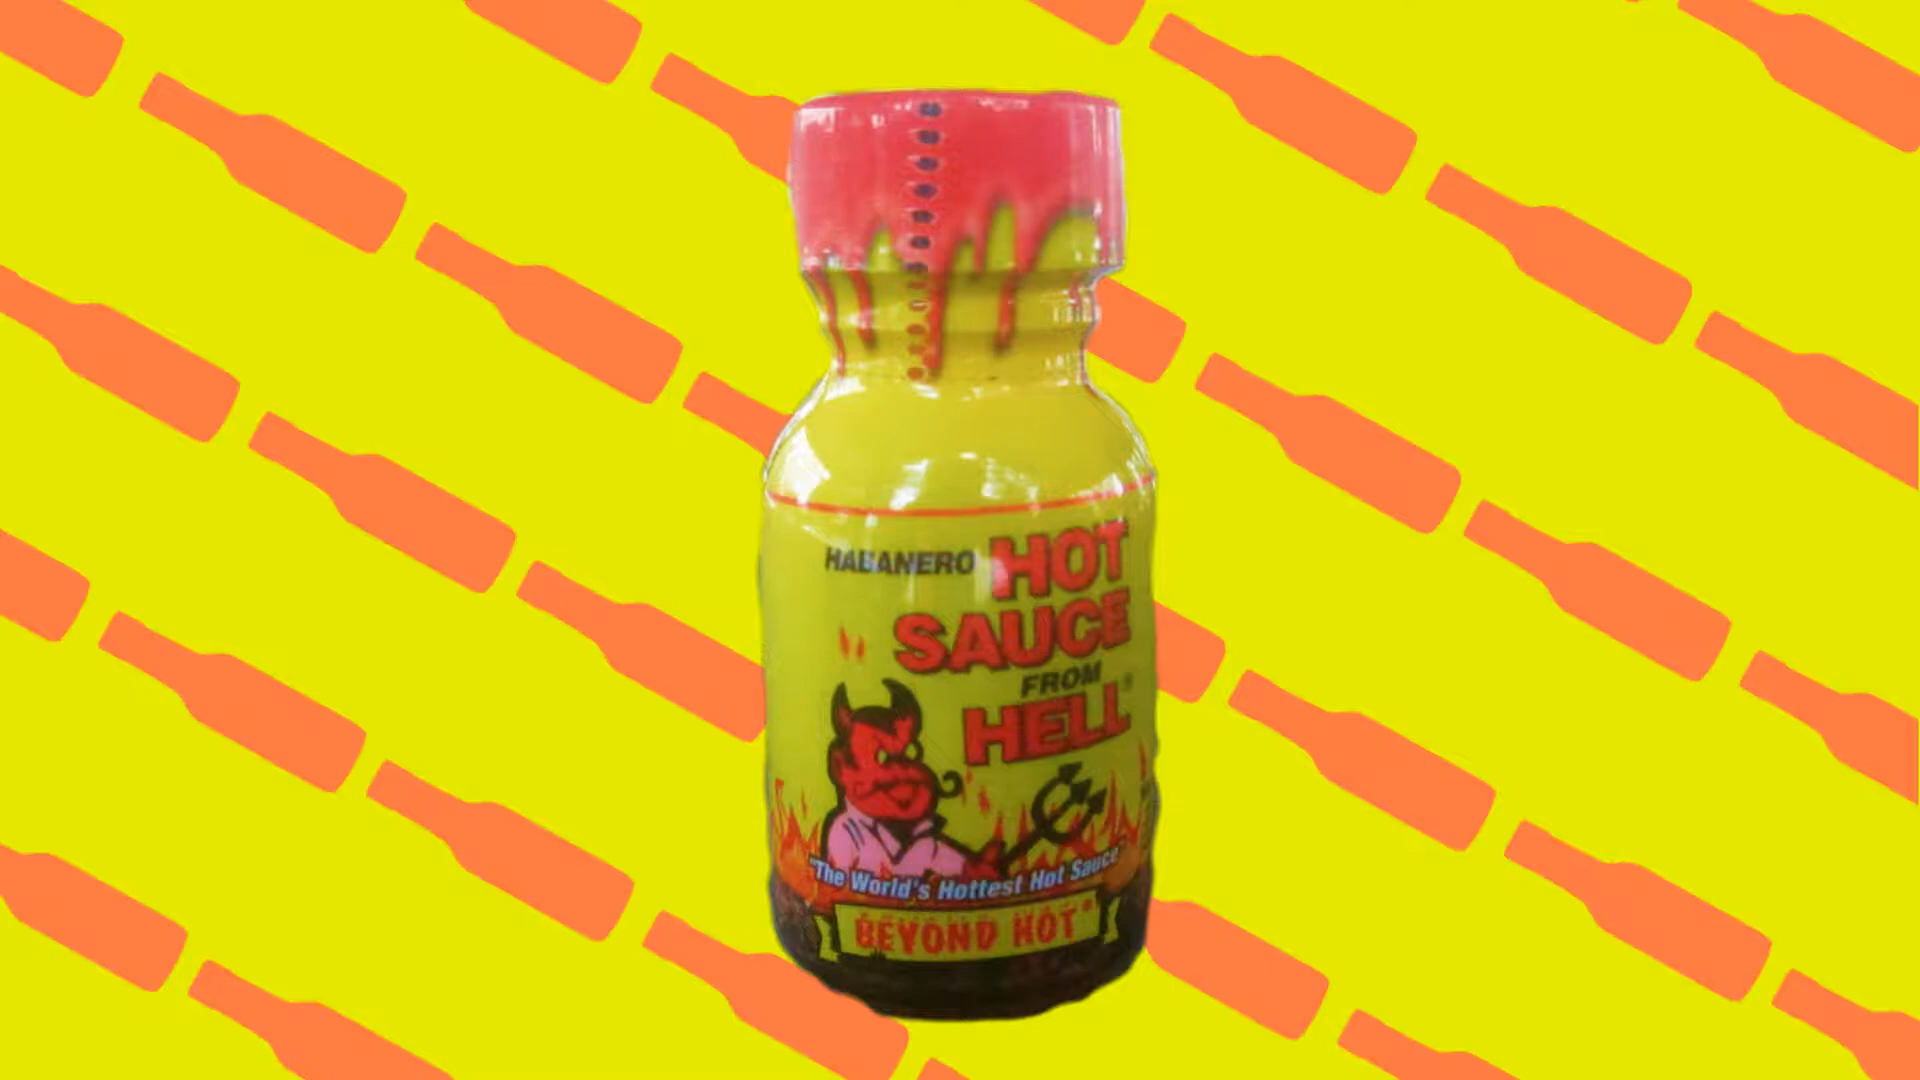 HABANERO HOT
SAUCE
FROM
HELL®
"The World's Hottest Hot Sauce"
BEYOND HOT®